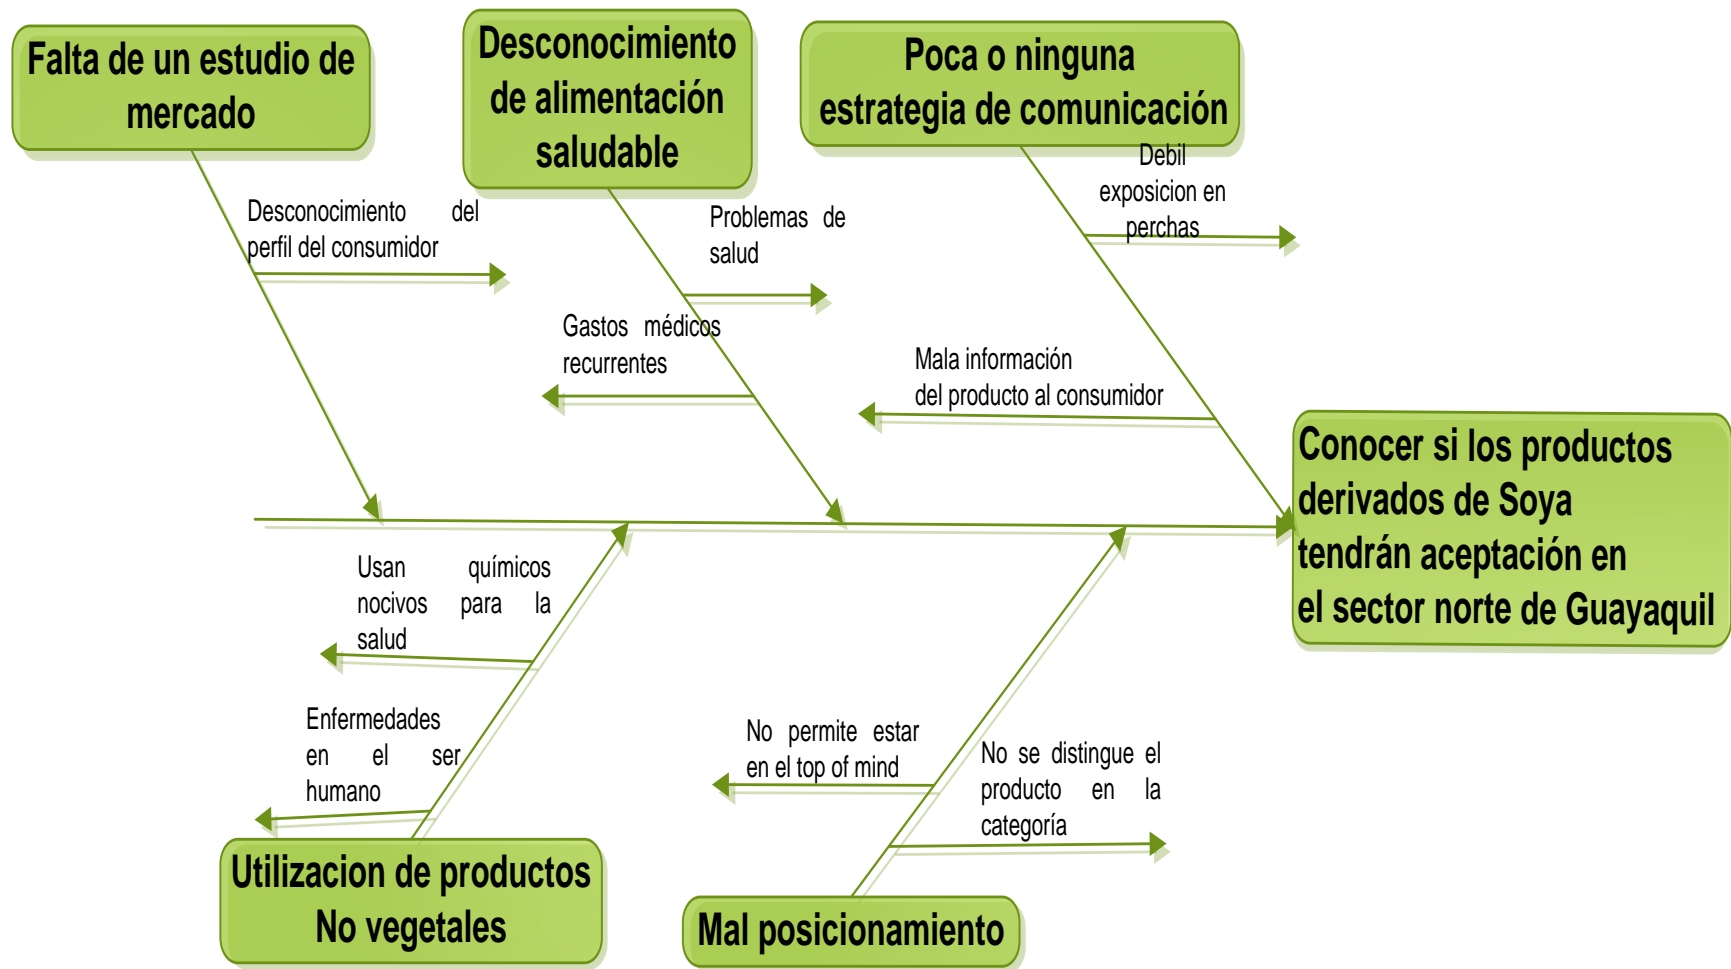 Falta de un estudio de
mercado
Desconocimiento
de alimentación
saludable
Poca o ninguna
estrategia de comunicación
Desconocimiento del
perfil del consumidor
Problemas de
salud
Gastos médicos
recurrentes
Debil
exposicion en
perchas
Mala información
del producto al consumidor
Conocer si los productos
derivados de Soya
tendrán aceptación en
el sector norte de Guayaquil
Usan químicos
nocivos para la
salud
Enfermedades
en el ser
humano
No permite estar
en el top of mind
No se distingue el
producto en la
categoría
Utilizacion de productos
No vegetales
Mal posicionamiento